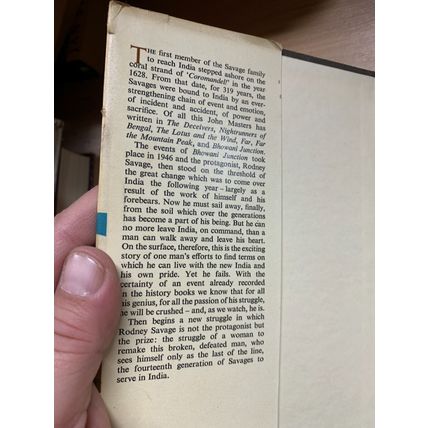 THE first member of the Savage family
to reach India stepped ashore on the
coral strand of 'Coromandel!' in the year
1628. From that date, for 319 years, the
Savages were bound to India by an ever-
strengthening chain of event and emotion,
of incident and accident, of power and
sacrifice. Of all this John Masters has
written in The Deceivers, Nightrunners of
Bengal, The Lotus and the Wind, Far, Far
the Mountain Peak, and Bhowani Junction.
The events of Bhowani Junction took
place in 1946 and the protagonist, Rodney
Savage, then stood on the threshold of
the great change which was to come over
India the following year – largely as a
result of the work of himself and his
forebears. Now he must sail away, finally,
from the soil which over the generations
has become a part of his being. But he can
no more leave India, on command, than a
man can walk away and leave his heart.
On the surface, therefore, this is the exciting
story of one man's efforts to find terms on
which he can live with the new India and
his own pride. Yet he fails. With the
certainty of an event already recorded
in the history books we know that for all
his genius, for all the passion of his struggle,
he will be crushed – and, as we watch, he is.
Then begins a new struggle in which
Rodney Savage is not the protagonist but
the prize: the struggle of a woman to
remake this broken, defeated man, who
sees himself only as the last of the line,
the fourteenth generation of Savages to
serve in India.